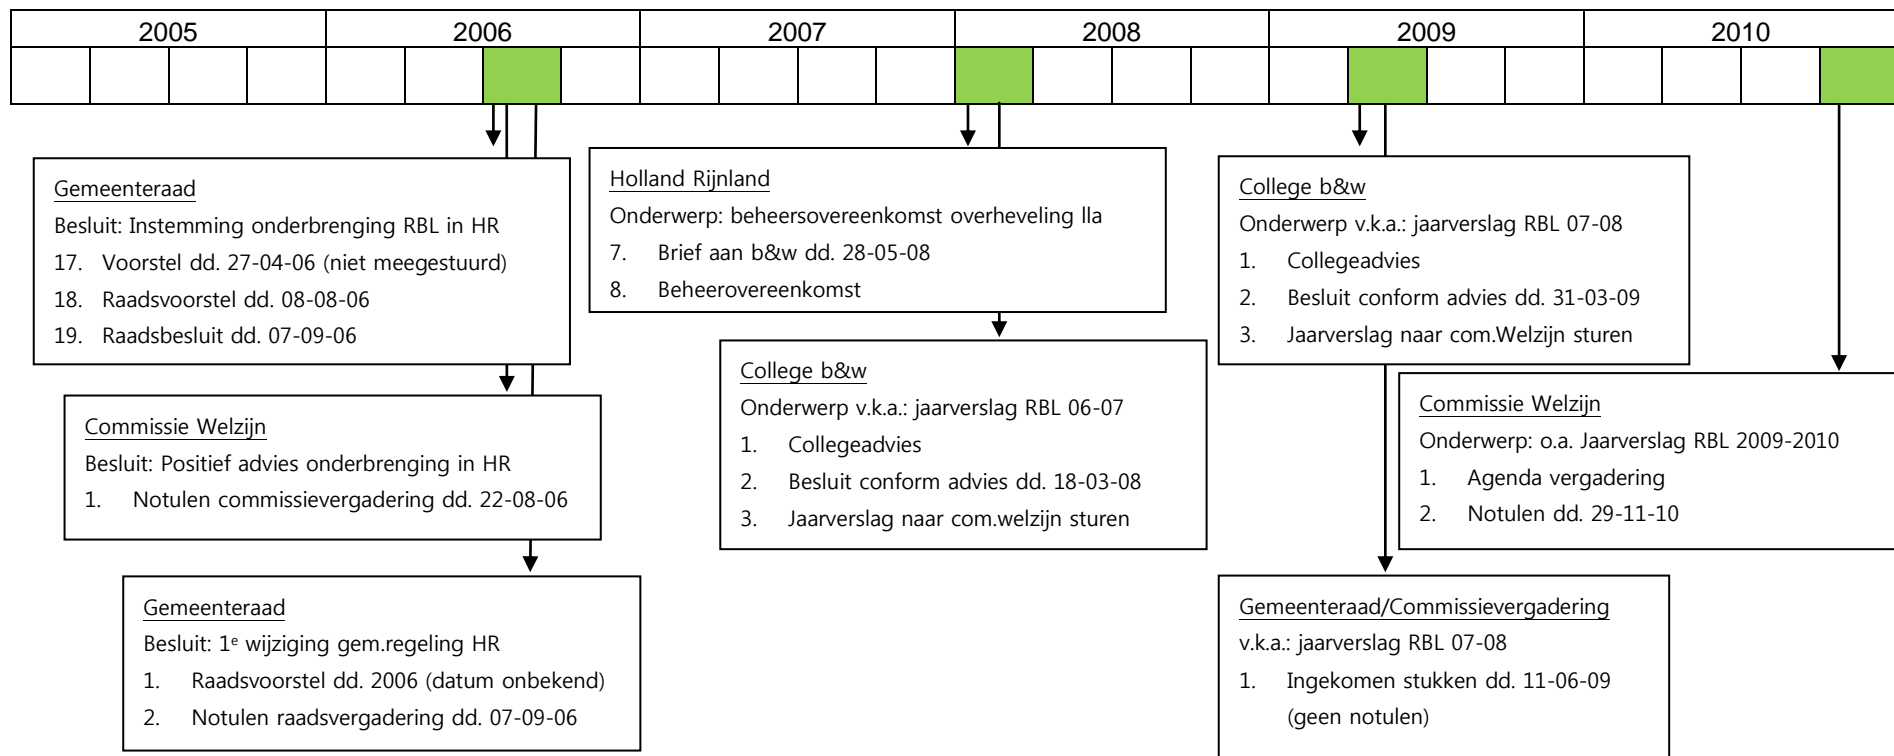 2005 2006 2007 2008 2009 2010
Gemeenteraad
Besluit: Instemming onderbrenging RBL in HR
17. Voorstel dd. 27-04-06 (niet meegestuurd)
18. Raadsvoorstel dd. 08-08-06
19. Raadsbesluit dd. 07-09-06
Commissie Welzijn
Besluit: Positief advies onderbrenging in HR
1. Notulen commissievergadering dd. 22-08-06
Gemeenteraad
Besluit: 1e wijziging gem.regeling HR
1. Raadsvoorstel dd. 2006 (datum onbekend)
2. Notulen raadsvergadering dd. 07-09-06
Holland Rijnland
Onderwerp: beheersovereenkomst overheveling lla
7. Brief aan b&w dd. 28-05-08
8. Beheerovereenkomst
College b&w
Onderwerp v.k.a.: jaarverslag RBL 06-07
1. Collegeadvies
2. Besluit conform advies dd. 18-03-08
3. Jaarverslag naar com.welzijn sturen
College b&w
Onderwerp v.k.a.: jaarverslag RBL 07-08
1. Collegeadvies
2. Besluit conform advies dd. 31-03-09
3. Jaarverslag naar com.Welzijn sturen
Commissie Welzijn
Onderwerp: o.a. Jaarverslag RBL 2009-2010
1. Agenda vergadering
2. Notulen dd. 29-11-10
Gemeenteraad/Commissievergadering
v.k.a.: jaarverslag RBL 07-08
1. Ingekomen stukken dd. 11-06-09
(geen notulen)